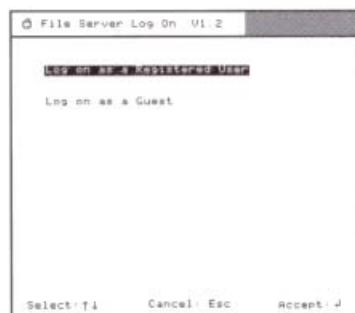 File Server Log On V1.2
Log on as a Registered User
Log on as a Guest
Select:↑↓ Cancel: Esc Accept:↵